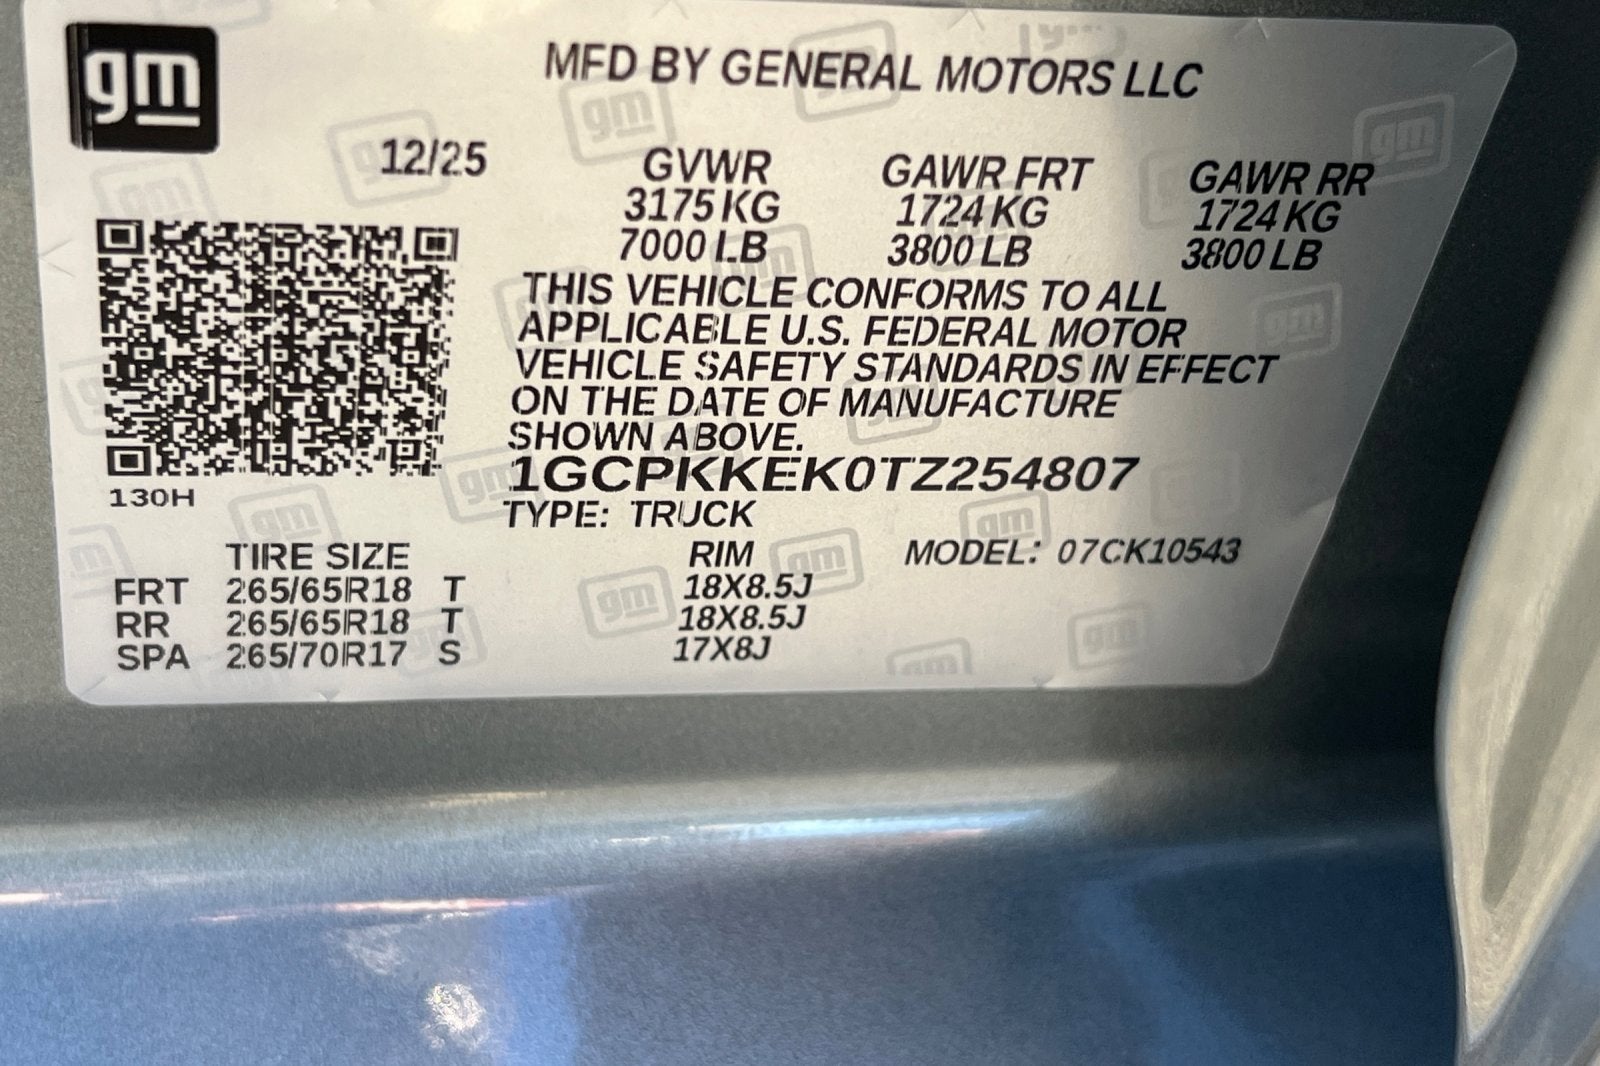 gm
MFD BY GENERAL MOTORS LLC
12/25
GVWR GAWR FRT GAWR RR
3175 KG 1724 KG 1724 KG
7000 LB 3800 LB 3800 LB
THIS VEHICLE CONFORMS TO ALL
APPLICABLE U.S. FEDERAL MOTOR
VEHICLE SAFETY STANDARDS IN EFFECT
ON THE DATE OF MANUFACTURE
SHOWN ABOVE.
1GCPKKEK0TZ254807
130H
TYPE: TRUCK
TIRE SIZE RIM MODEL: 07CK10543
FRT 265/65R18 T 18X8.5J
RR 265/65R18 T 18X8.5J
SPA 265/70R17 S 17X8J